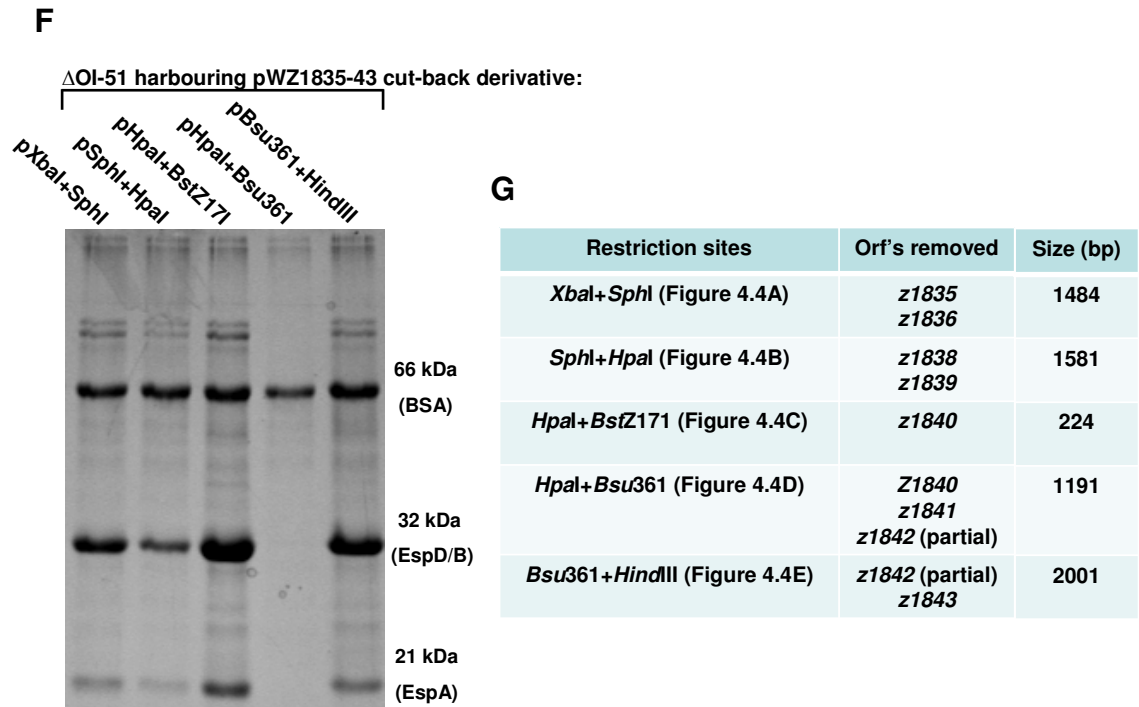 F
ΔOI-51 harbouring pWZ1835-43 cut-back derivative:
pXbaI+SphI
pSphI+HpaI
pHpaI+BstZ17I
pHpaI+Bsu361
pBsu361+HindIII
66 kDa
(BSA)
32 kDa
(EspD/B)
21 kDa
(EspA)
G
Restriction sites Orf's removed Size (bp)
XbaI+SphI (Figure 4.4A) z1835 1484
z1836
SphI+HpaI (Figure 4.4B) z1838 1581
z1839
HpaI+BstZ171 (Figure 4.4C) z1840 224
HpaI+Bsu361 (Figure 4.4D) Z1840 1191
z1841
z1842 (partial)
Bsu361+HindIII (Figure 4.4E) z1842 (partial) 2001
z1843